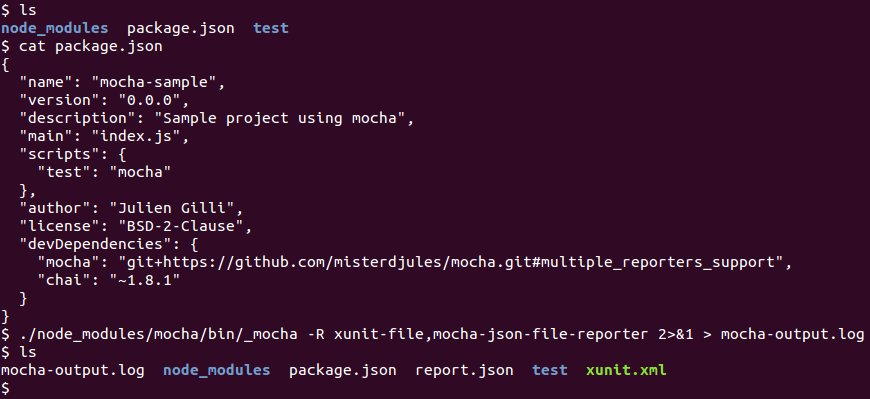 $ ls
node_modules  package.json  test
$ cat package.json
{
  "name": "mocha-sample",
  "version": "0.0.0",
  "description": "Sample project using mocha",
  "main": "index.js",
  "scripts": {
    "test": "mocha"
  },
  "author": "Julien Gilli",
  "license": "BSD-2-Clause",
  "devDependencies": {
    "mocha": "git+https://github.com/misterdjules/mocha.git#multiple_reporters_support",
    "chai": "~1.8.1"
  }
}
$ ./node_modules/mocha/bin/_mocha -R xunit-file,mocha-json-file-reporter 2>&1 > mocha-output.log
$ ls
mocha-output.log  node_modules  package.json  report.json  test  xunit.xml
$